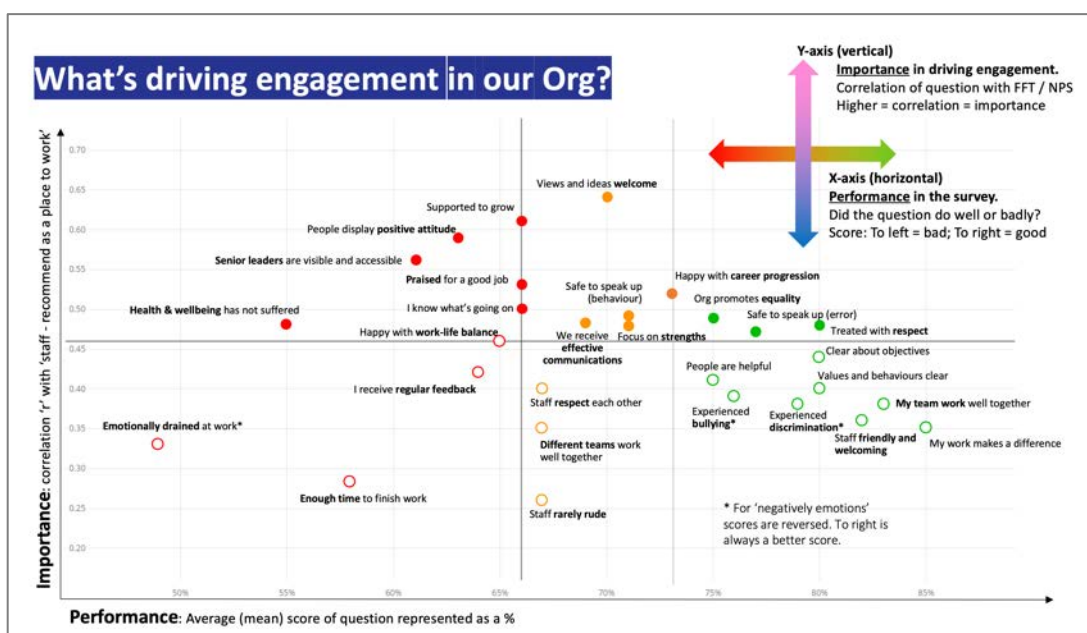 What's driving engagement in our Org?
Y-axis (vertical)
Importance in driving engagement.
Correlation of question with FFT / NPS
Higher = correlation = importance
X-axis (horizontal)
Performance in the survey.
Did the question do well or badly?
Score: To left = bad; To right = good
Importance: correlation 'r' with 'staff - recommend as a place to work'
0.70
0.65
0.60
0.55
0.50
0.45
0.40
0.35
0.30
0.25
0.20
Views and ideas welcome
Supported to grow
People display positive attitude
Senior leaders are visible and accessible
Praised for a good job
Happy with career progression
Safe to speak up
(behaviour)
Org promotes equality
Health & wellbeing has not suffered
I know what's going on
Safe to speak up (error)
Happy with work-life balance
We receive
effective
communications
Focus on strengths
Treated with respect
Clear about objectives
People are helpful
Values and behaviours clear
I receive regular feedback
Staff respect each other
Experienced
bullying*
Experienced
discrimination*
My team work well together
Emotionally drained at work*
Different teams work
well together
Staff friendly and
welcoming
My work makes a difference
Enough time to finish work
Staff rarely rude
* For 'negatively emotions'
scores are reversed. To right is
always a better score.
50%
55%
60%
65%
70%
75%
80%
85%
Performance: Average (mean) score of question represented as a %